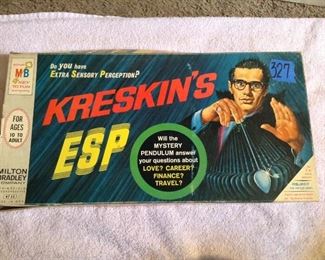 MB
Do you have
EXTRA SENSORY PERCEPTION?
327
KRESKIN'S
ESP
FOR
AGES
10 TO
ADULT
Will the
MYSTERY
PENDULUM answer
your questions about
LOVE? CAREER?
FINANCE?
TRAVEL?
MILTON
BRADLEY
COMPANY